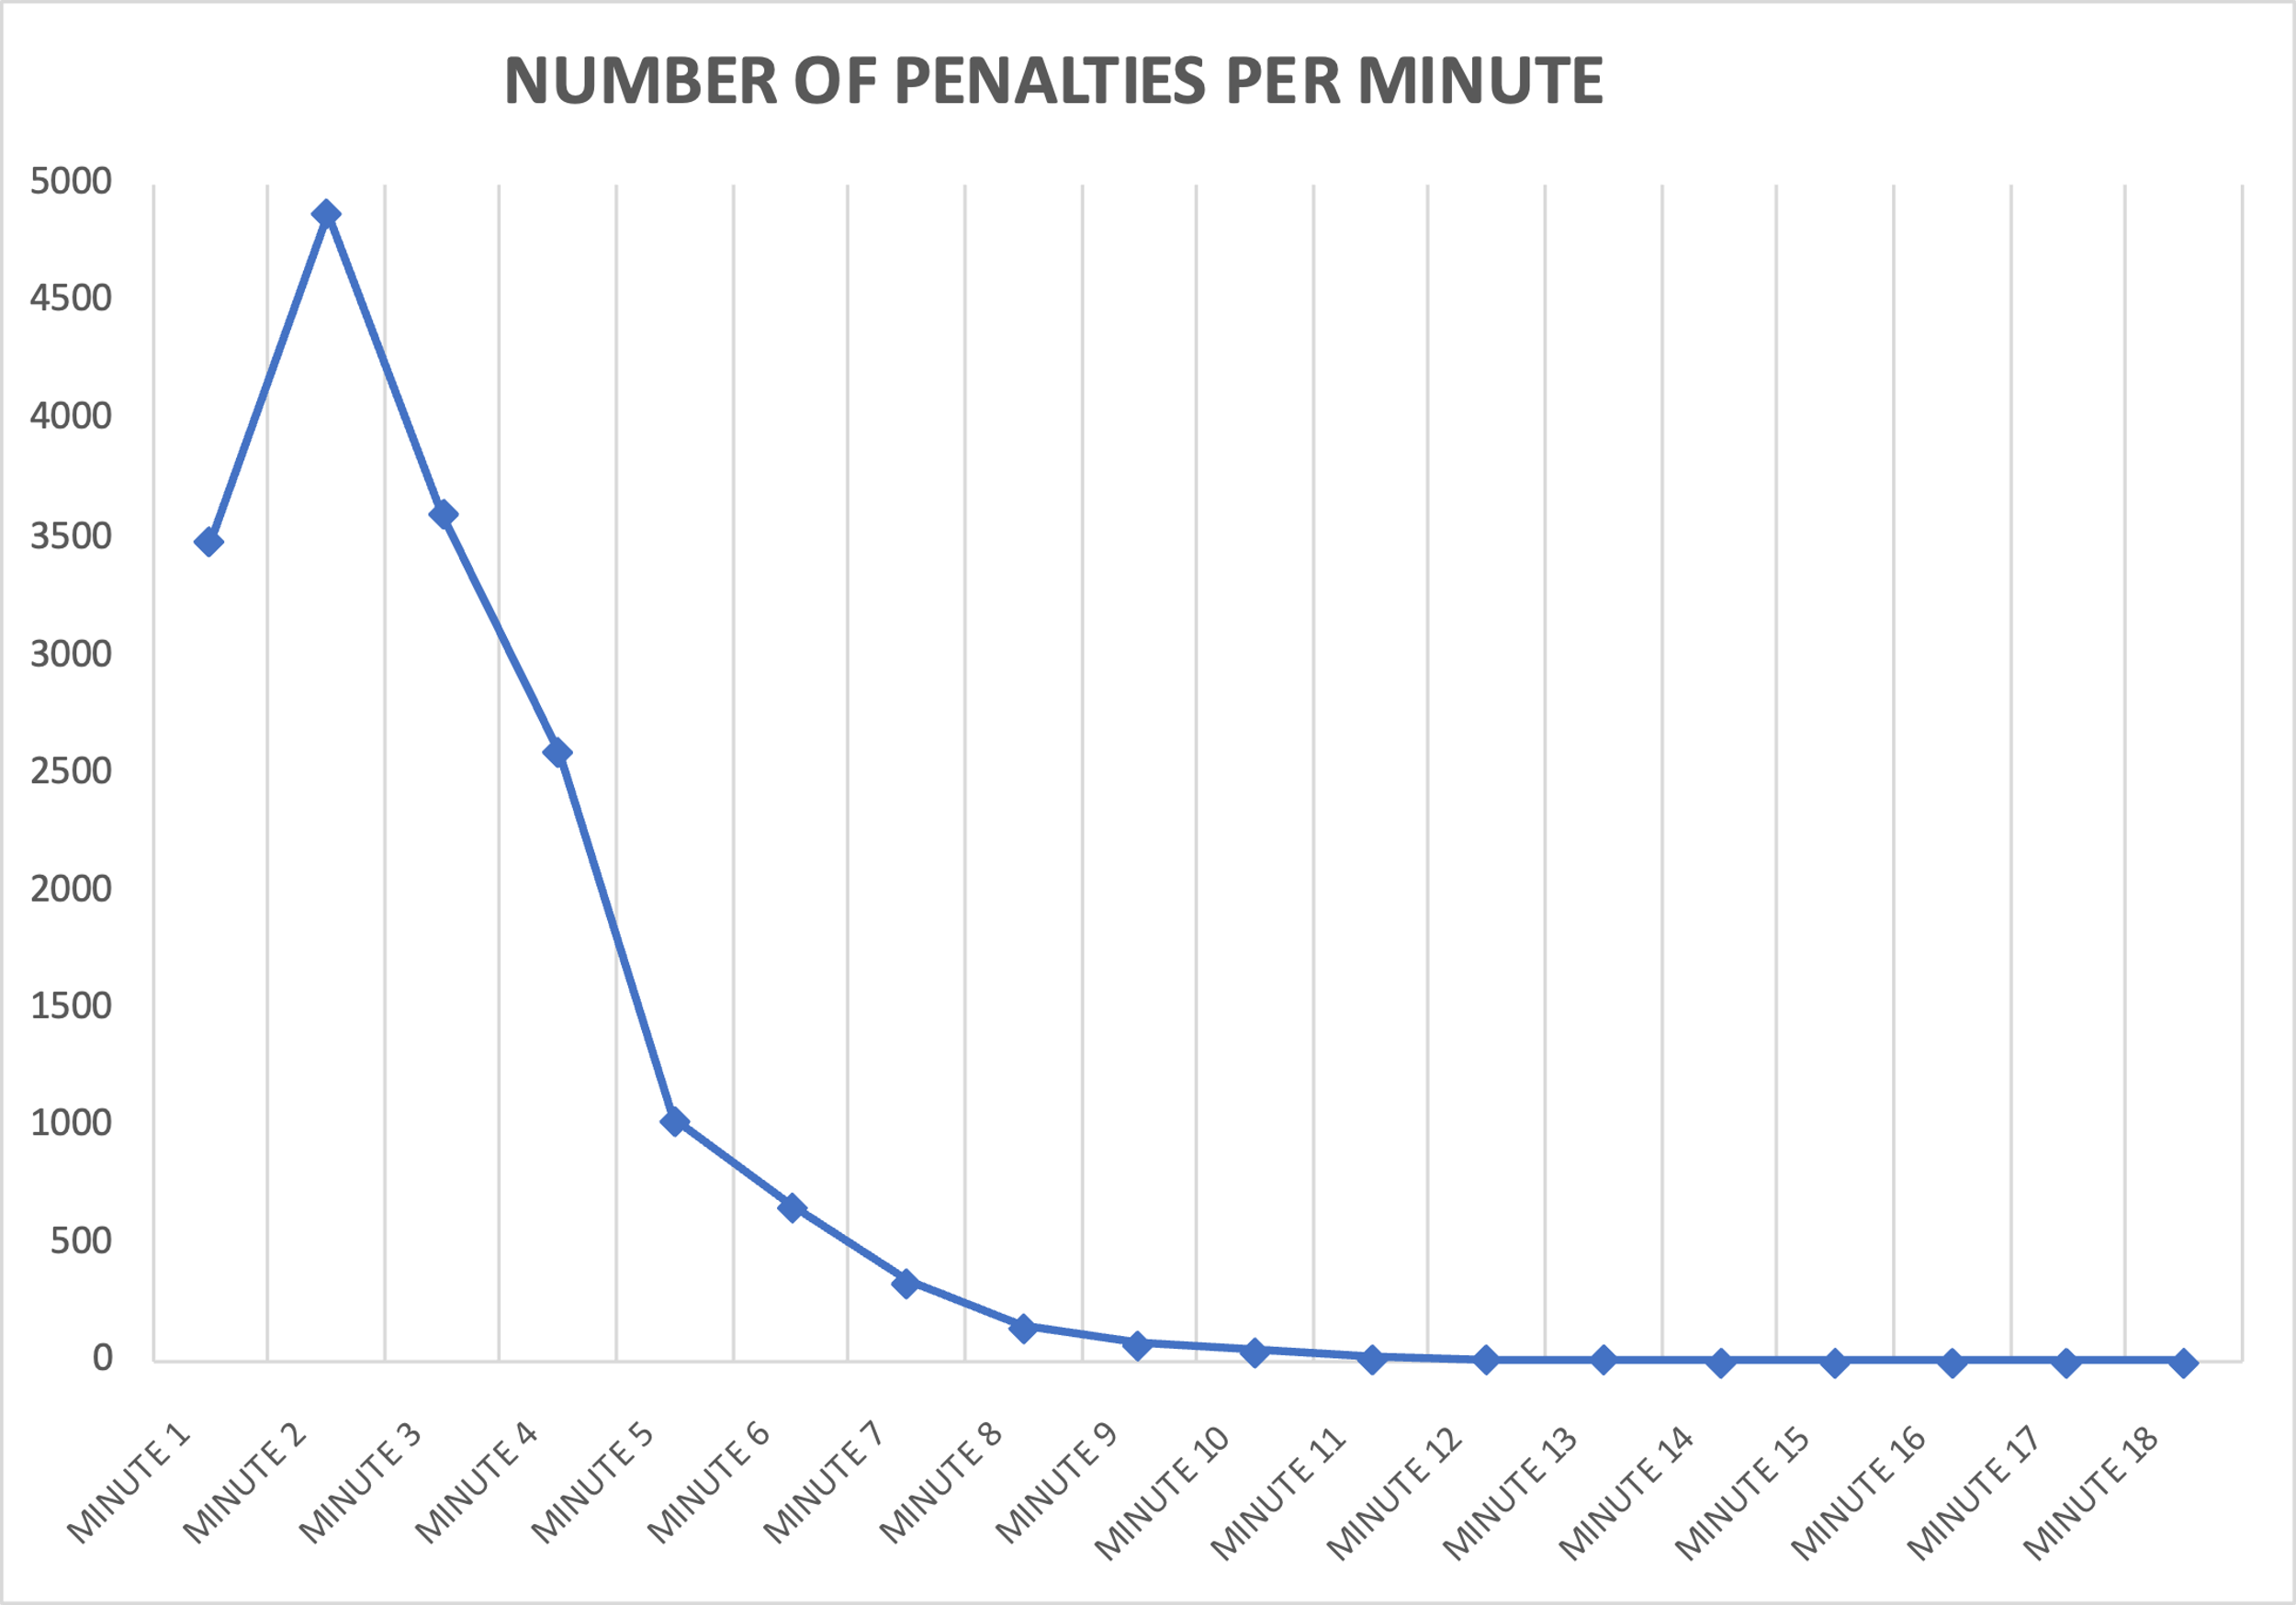 NUMBER OF PENALTIES PER MINUTE
5000
4500
4000
3500
3000
2500
2000
1500
1000
500
0
MINUTE 1
MINUTE 2
MINUTE 3
MINUTE 4
MINUTE 5
MINUTE 6
MINUTE 7
MINUTE 8
MINUTE 9
MINUTE 10
MINUTE 11
MINUTE 12
MINUTE 13
MINUTE 14
MINUTE 15
MINUTE 16
MINUTE 17
MINUTE 18